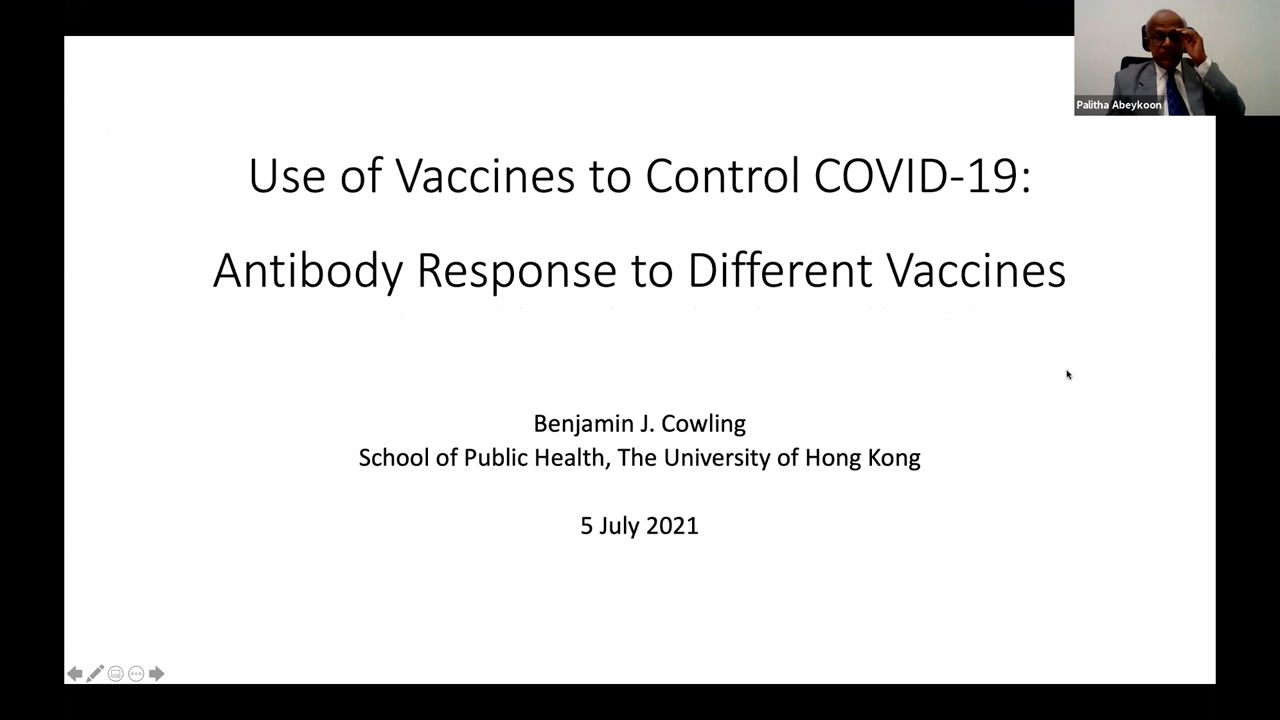 Palitha Abeykoon
Use of Vaccines to Control COVID-19:
Antibody Response to Different Vaccines
Benjamin J. Cowling
School of Public Health, The University of Hong Kong
5 July 2021